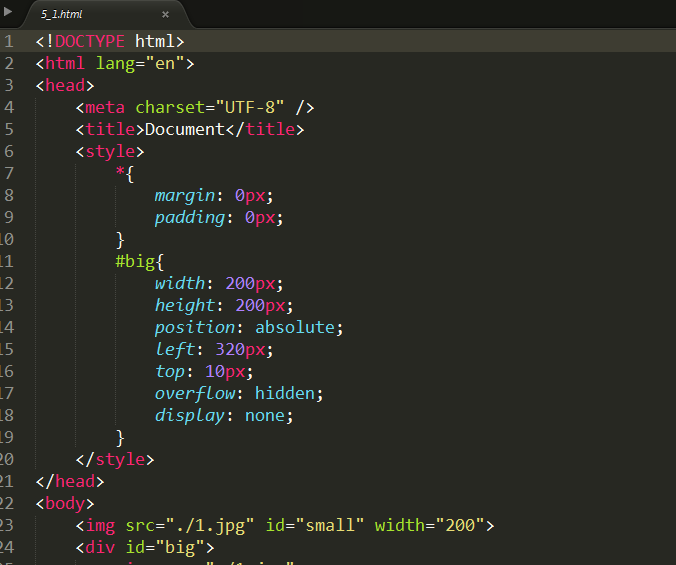 5_1.html ×
1 <!DOCTYPE html>
2 <html lang="en">
3 <head>
4     <meta charset="UTF-8" />
5     <title>Document</title>
6     <style>
7         *{
8             margin: 0px;
9             padding: 0px;
10         }
11         #big{
12             width: 200px;
13             height: 200px;
14             position: absolute;
15             left: 320px;
16             top: 10px;
17             overflow: hidden;
18             display: none;
19         }
20     </style>
21 </head>
22 <body>
23     <img src="./1.jpg" id="small" width="200">
24     <div id="big">